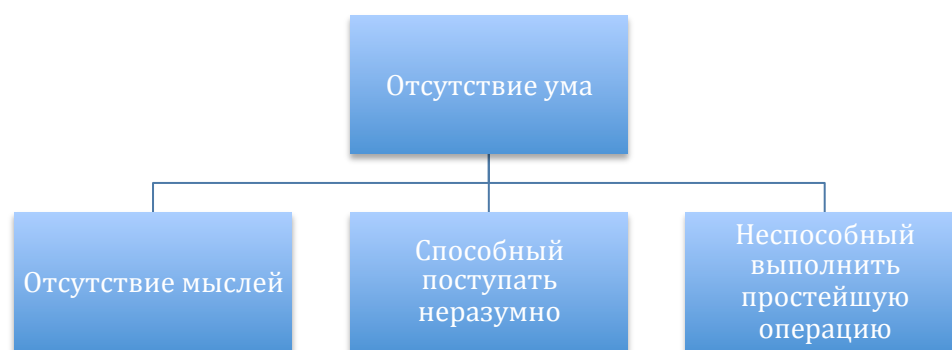 Отсутствие ума
Отсутствие мыслей
Способный
поступать
неразумно
Неспособный
выполнить
простейшую
операцию